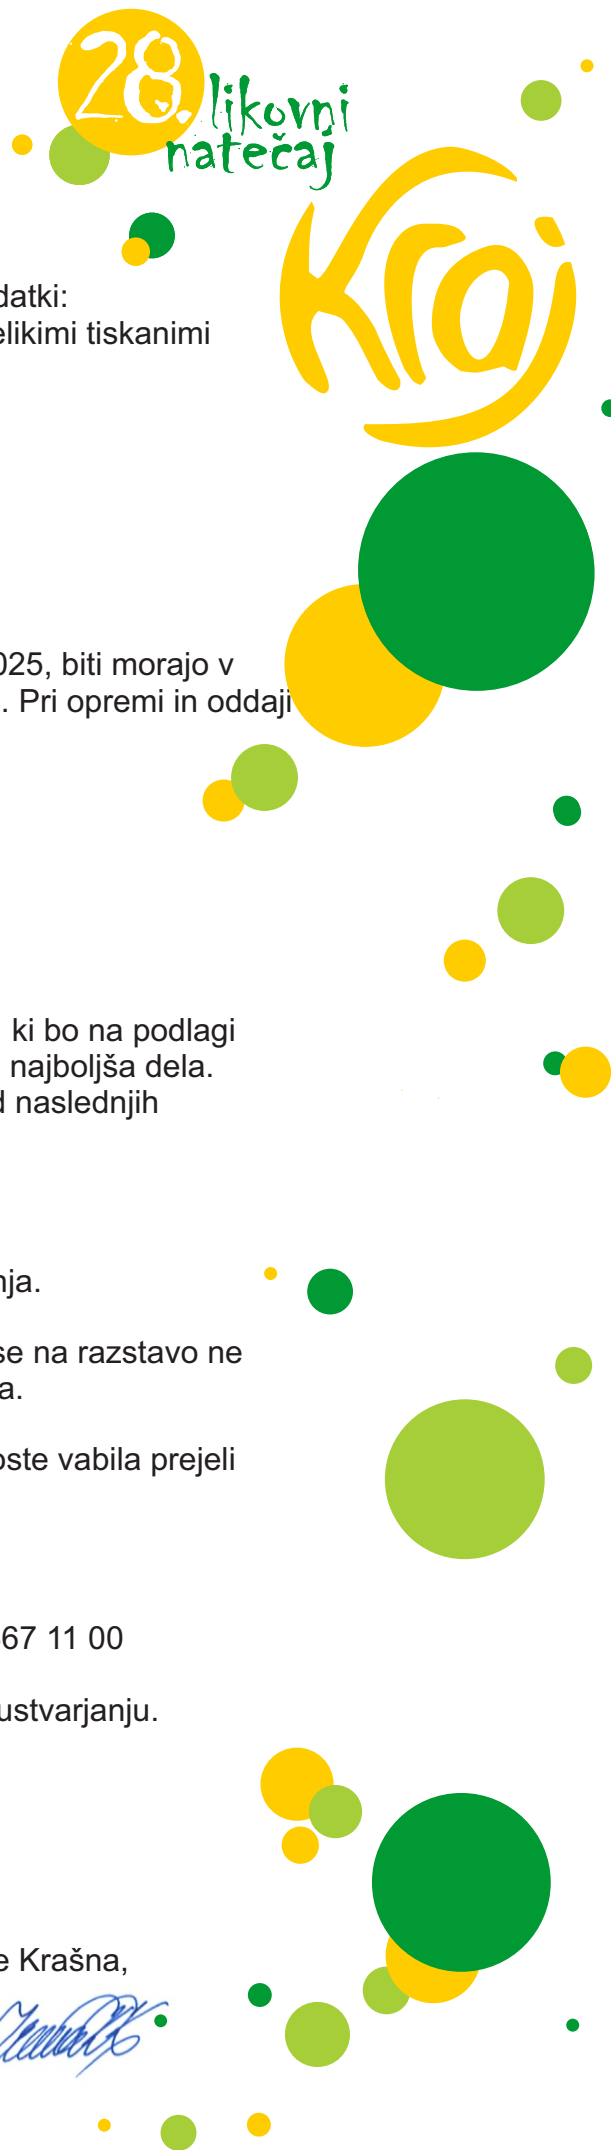 28. likovni
natečaj
Kraj
datki:
elikimi tiskanimi
025, biti morajo v
. Pri opremi in oddaji
ki bo na podlagi
najboljša dela.
d naslednjih
nja.
se na razstavo ne
a.
oste vabila prejeli
67 11 00
ustvarjanju.
e Krašna,